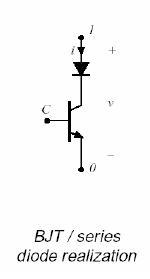 1
i
+
C
v
−
0
BJT / series
diode realization